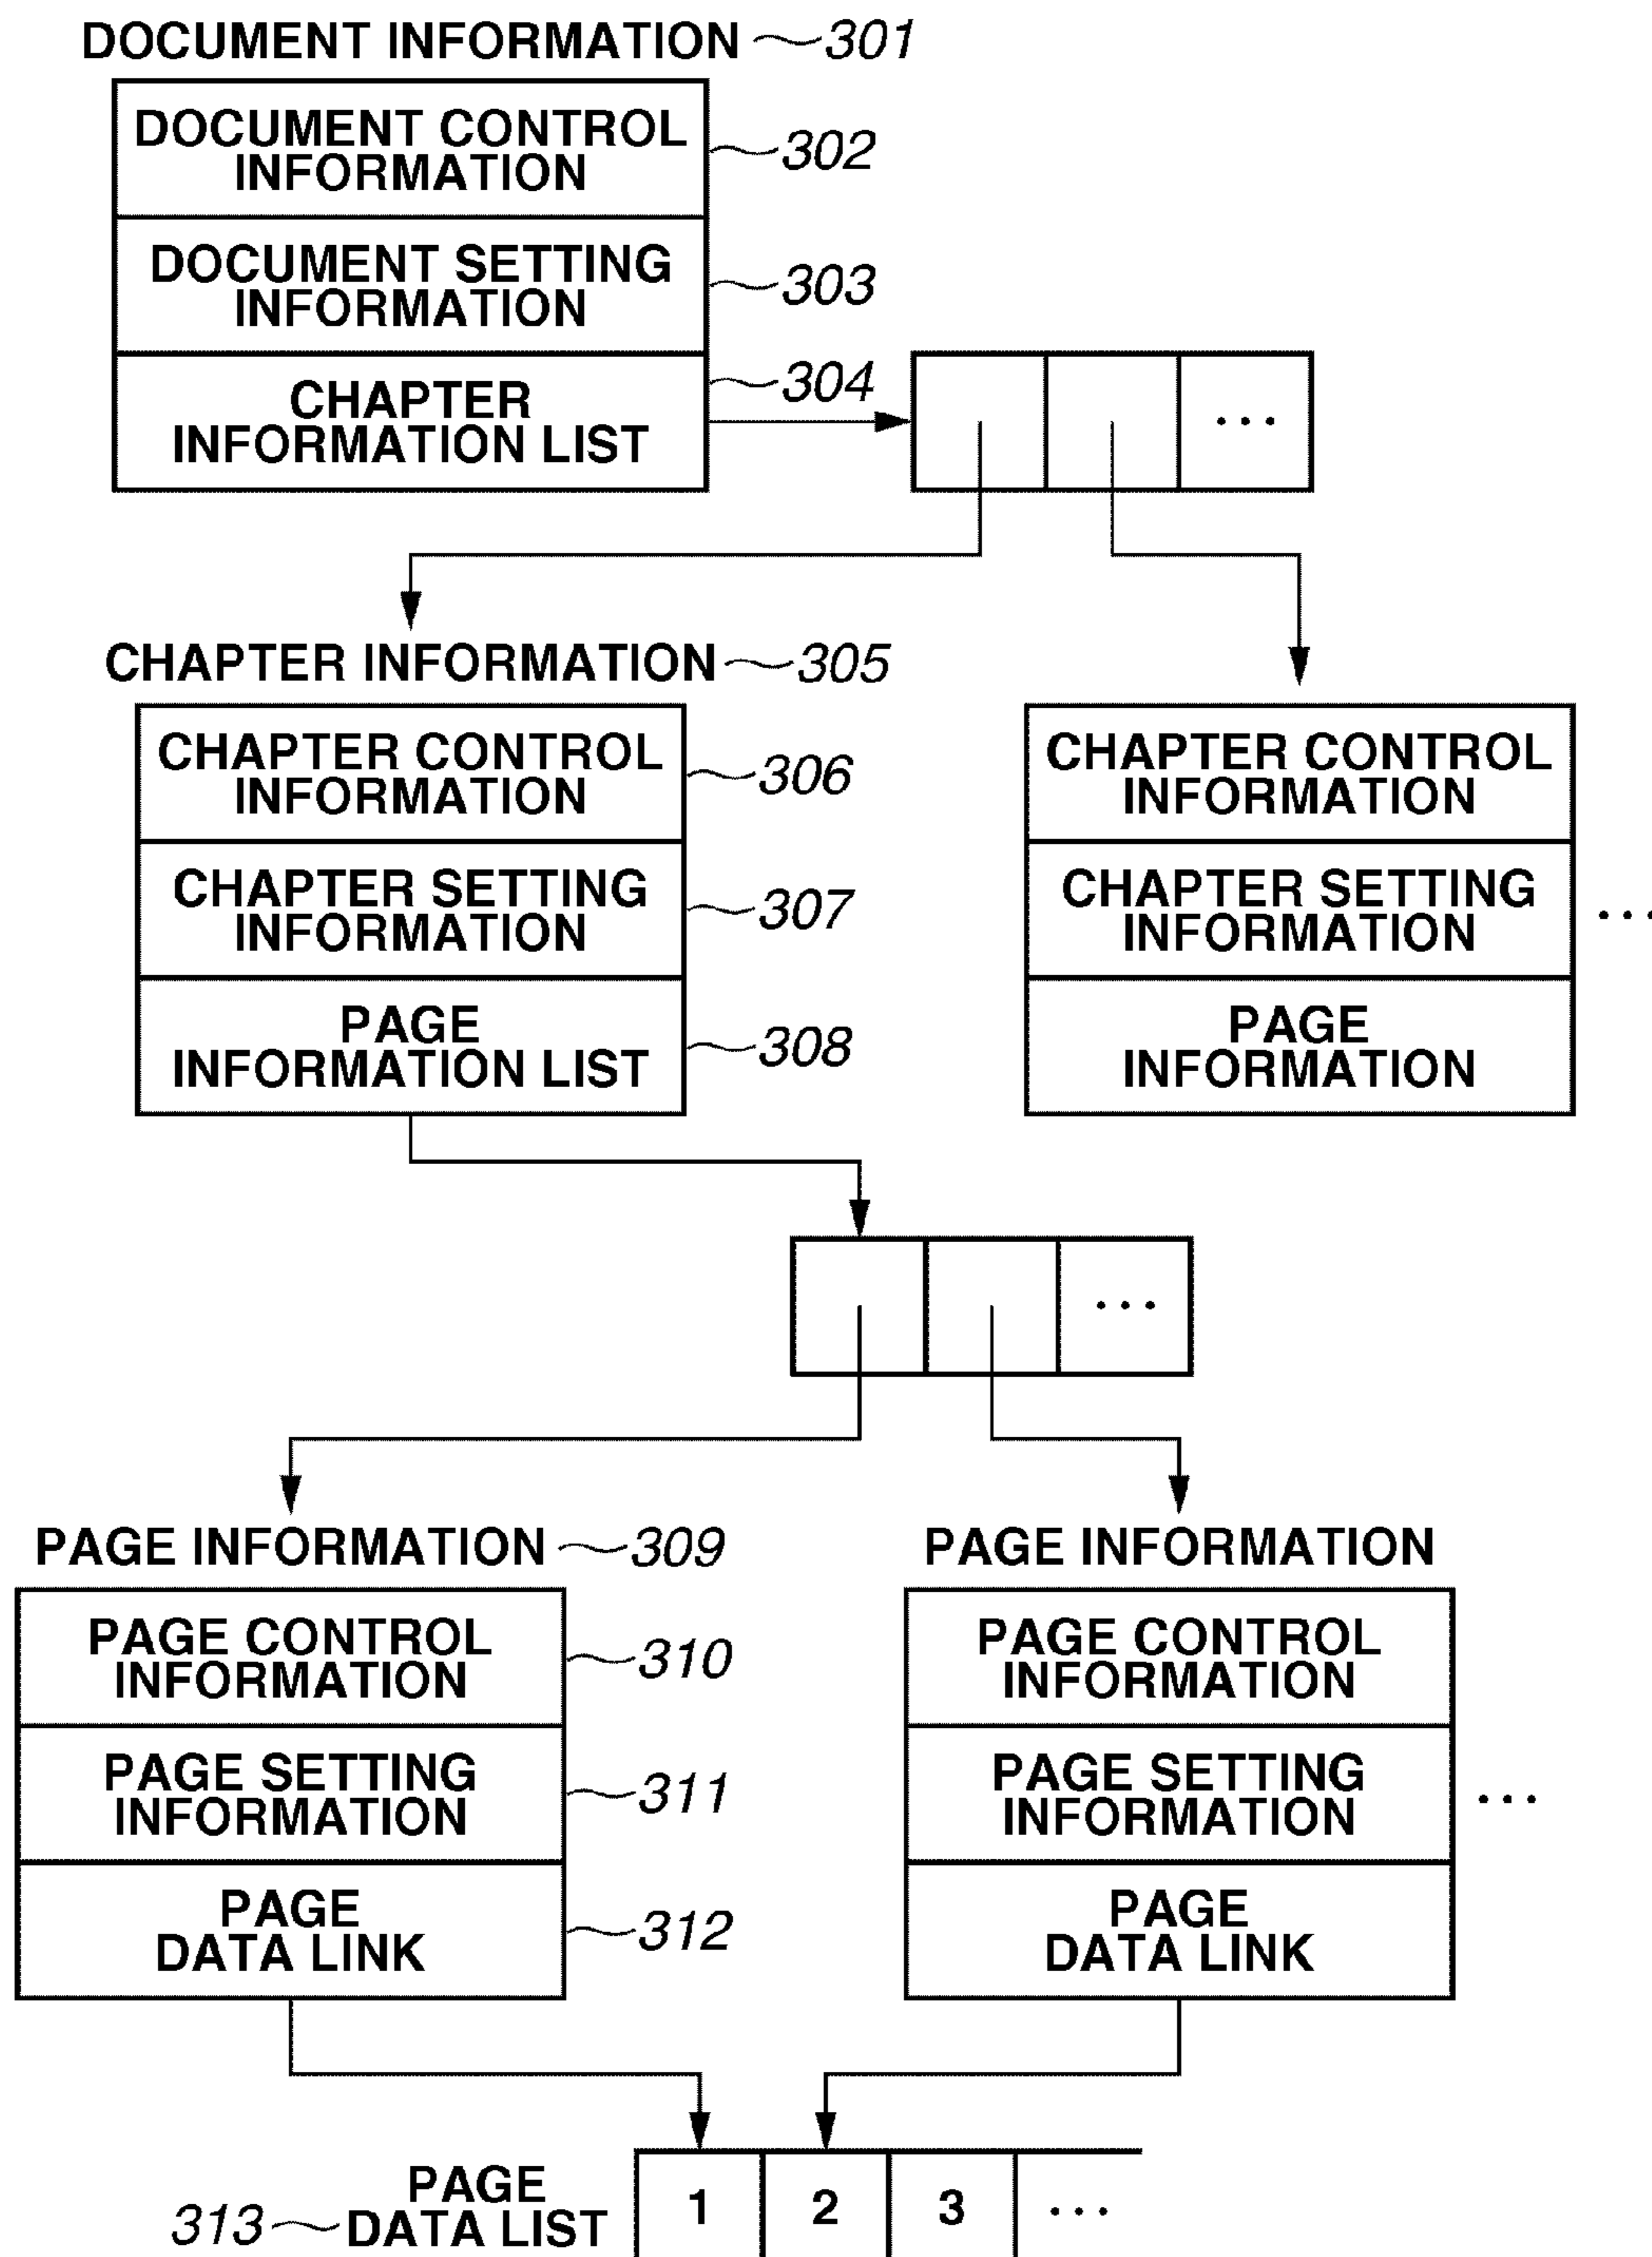 DOCUMENT INFORMATION 301
DOCUMENT CONTROL
INFORMATION
302
DOCUMENT SETTING
INFORMATION
303
CHAPTER
INFORMATION LIST
304
...
CHAPTER INFORMATION 305
CHAPTER CONTROL
INFORMATION
306
CHAPTER SETTING
INFORMATION
307
PAGE
INFORMATION LIST
308
CHAPTER CONTROL
INFORMATION
CHAPTER SETTING
INFORMATION
...
PAGE
INFORMATION
...
PAGE INFORMATION 309
PAGE CONTROL
INFORMATION
310
PAGE SETTING
INFORMATION
311
PAGE
DATA LINK
312
PAGE INFORMATION
PAGE CONTROL
INFORMATION
PAGE SETTING
INFORMATION
...
PAGE
DATA LINK
PAGE
313 DATA LIST
1 2 3 ...